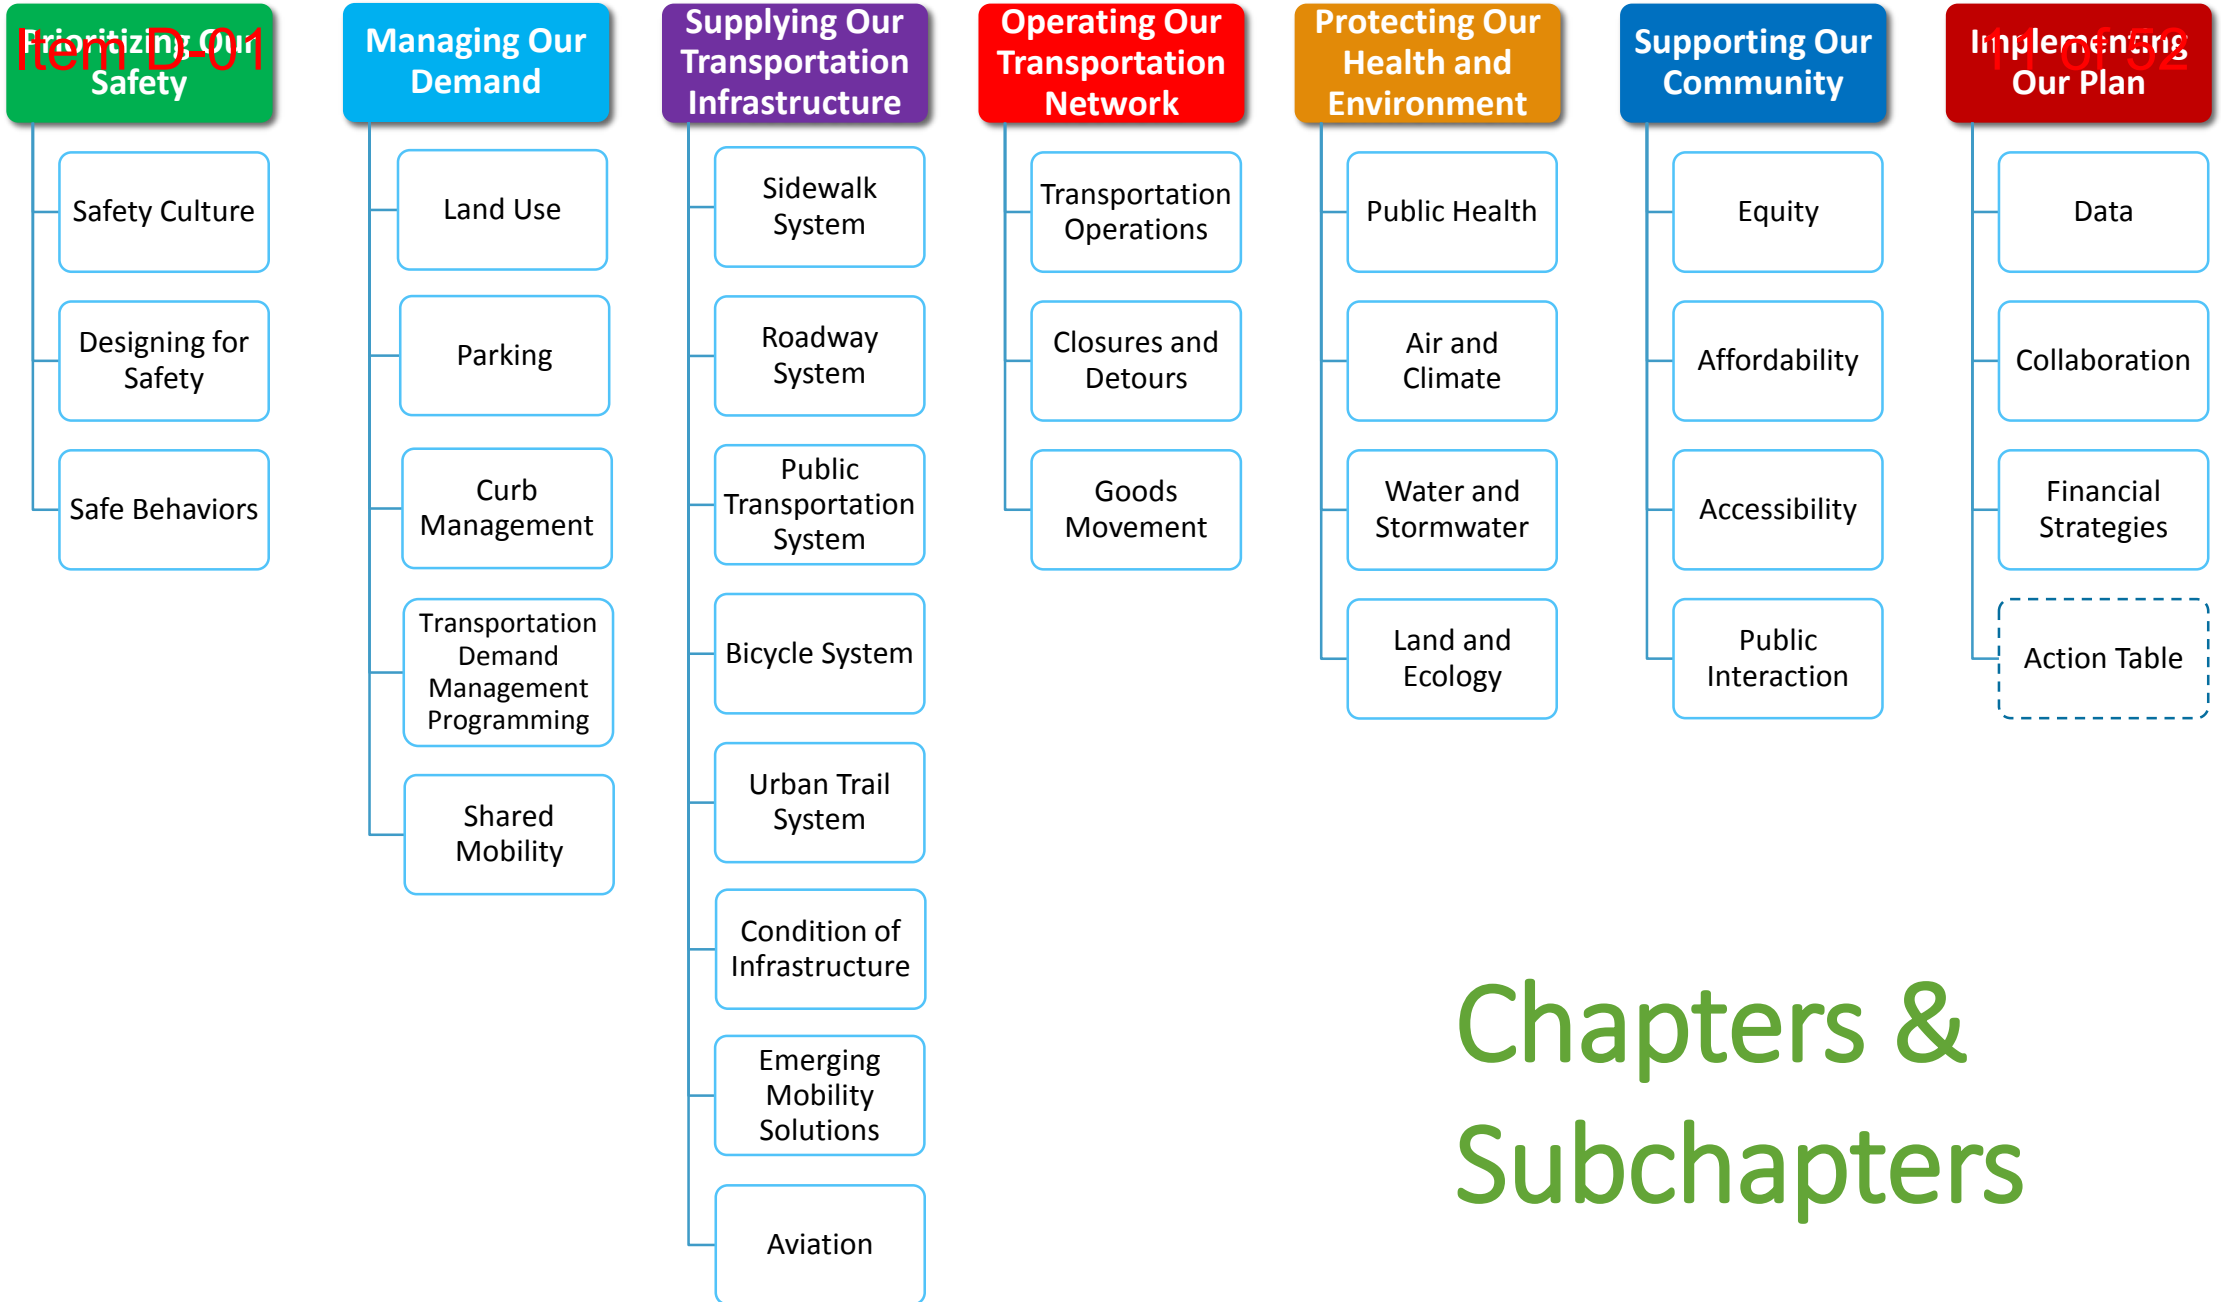 Item D-01
11 of 52
Prioritizing Our
Safety
Safety Culture
Designing for
Safety
Safe Behaviors
Managing Our
Demand
Land Use
Parking
Curb
Management
Transportation
Demand
Management
Programming
Shared
Mobility
Supplying Our
Transportation
Infrastructure
Sidewalk
System
Roadway
System
Public
Transportation
System
Bicycle System
Urban Trail
System
Condition of
Infrastructure
Emerging
Mobility
Solutions
Aviation
Operating Our
Transportation
Network
Transportation
Operations
Closures and
Detours
Goods
Movement
Protecting Our
Health and
Environment
Public Health
Air and
Climate
Water and
Stormwater
Land and
Ecology
Supporting Our
Community
Equity
Affordability
Accessibility
Public
Interaction
Implementing
Our Plan
Data
Collaboration
Financial
Strategies
Action Table
Chapters &
Subchapters